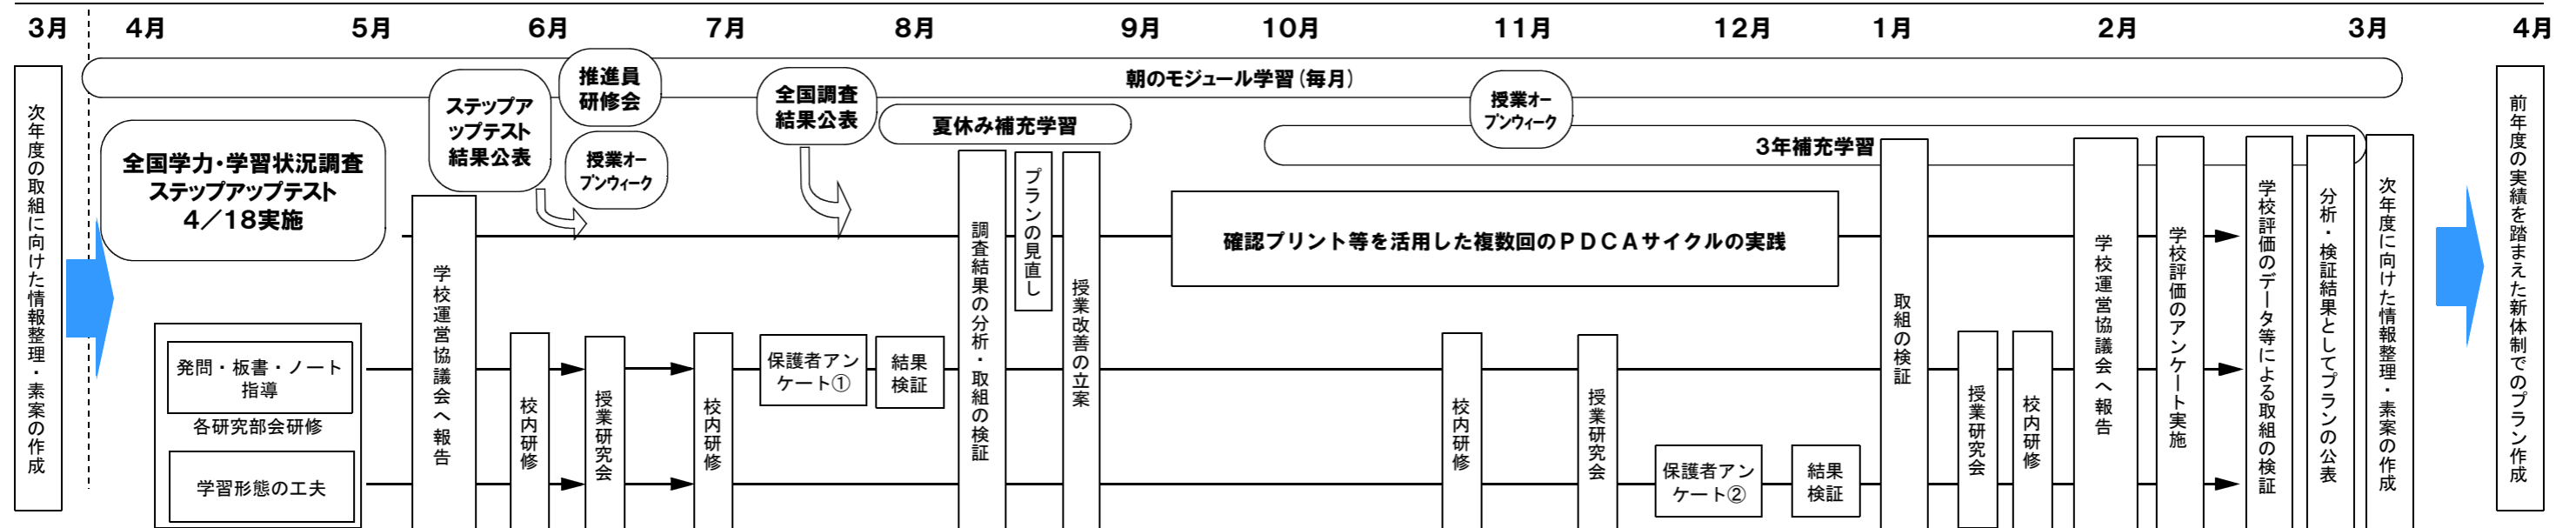 3月
4月
5月
6月
7月
8月
9月
10月
11月
12月
1月
2月
3月
4月
次年度の取組に向けた情報整理・素案の作成
朝のモジュール学習（毎月）
全国学力・学習状況調査
ステップアップテスト
4／18実施
ステップア
ップテスト
結果公表
推進員
研修会
授業オー
プンウィーク
全国調査
結果公表
夏休み補充学習
授業オー
プンウィーク
3年補充学習
確認プリント等を活用した複数回のＰＤＣＡサイクルの実践
発問・板書・ノート
指導
各研究部会研修
学習形態の工夫
学校運営協議会へ報告
校内研修
授業研究会
校内研修
保護者アン
ケート①
結果
検証
調査結果の分析・取組の検証
プランの見直し
授業改善の立案
校内研修
授業研究会
保護者アン
ケート②
結果
検証
取組の検証
授業研究会
校内研修
学校運営協議会へ報告
学校評価のアンケート実施
学校評価のデータ等による取組の検証
分析・検証結果としてプランの公表
次年度に向けた情報整理・素案の作成
前年度の実績を踏まえた新体制でのプラン作成